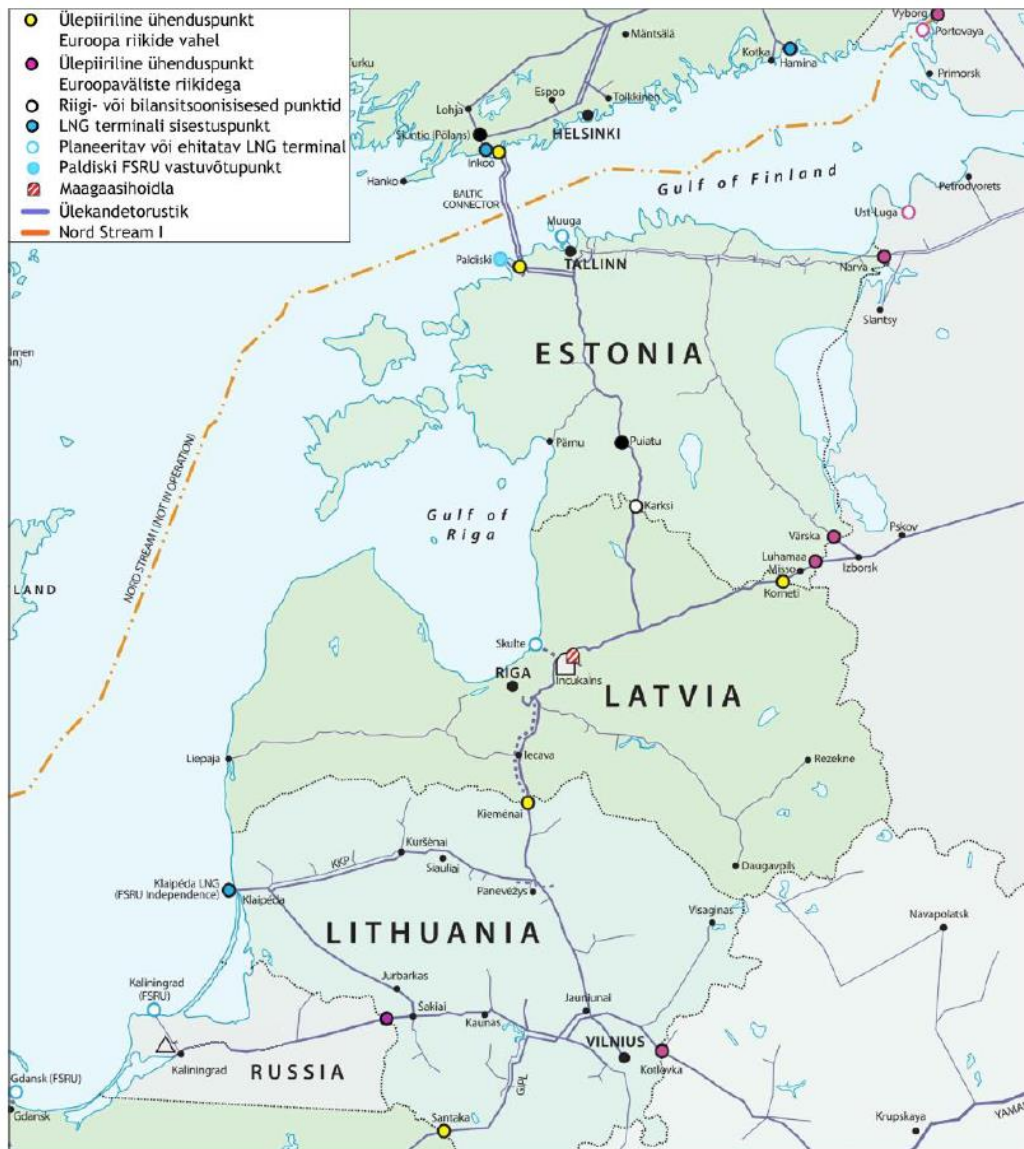 Ülepiiriline ühenduspunkt
Euroopa riikide vahel
Ülepiiriline ühenduspunkt
Euroopaväliste riikidega
Riigi- või bilansitsoonisisesed punktid
LNG terminali sisestuspunkt
Planeeritav või ehitatav LNG terminal
Paldiski FSRU vastuvõtupunkt
Maagaasihoidla
Ülekandetorustik
Nord Stream I
Vyborg
Portovaya
Mäntsälä
Kotka
Hamina
Turku
Primorsk
Espoo
Tolkkinen
Lohja
Siuntio (Pölans)
HELSINKI
Inkoo
Hanko
BALTIC
CONNECTOR
Gulf of Finland
Petrodvorets
Ust-Luga
Muuga
TALLINN
Paldiski
Narva
Slantsy
ESTONIA
Pärnu
Puiatu
NORD STREAM I (NOT IN OPERATION)
Gulf of
Riga
Karksi
Värska
Pskov
Luhamaa
Misso
Izborsk
Korneti
LAND
Skulte
RIGA
Incukalns
LATVIA
Liepaja
Iecava
Rezekne
Kiemenai
Kuršenai
KKP
Siauliai
Daugavpils
Klaipéda LNG
(FSRU Independence)
Klaipéda
Panevėžys
Visaginas
Navapolatsk
LITHUANIA
Kaliningrad
(FSRU)
Jurbarkas
Šakiai
Jauniunai
Kaunas
VILNIUS
Kotlovka
Kaliningrad
RUSSIA
GIPL
Gdansk (FSRU)
Gdansk
Santaka
Krupskaya
YAMA